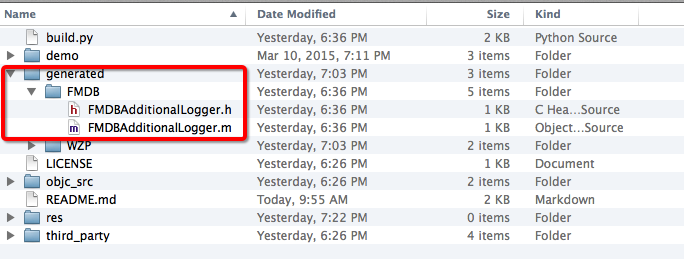 Name Date Modified Size Kind
build.py Yesterday, 6:36 PM 2 KB Python Source
demo Mar 10, 2015, 7:11 PM 3 items Folder
generated Yesterday, 7:03 PM 3 items Folder
FMDB Yesterday, 6:36 PM 5 items Folder
FMDBAdditionalLogger.h Yesterday, 6:36 PM 1 KB C Hea...Source
FMDBAdditionalLogger.m Yesterday, 6:36 PM 1 KB Object...Source
WZP Yesterday, 7:03 PM 2 items Folder
LICENSE Yesterday, 6:26 PM 1 KB Document
objc_src Yesterday, 6:26 PM 2 items Folder
README.md Today, 9:55 AM 2 KB Markdown
res Yesterday, 7:22 PM 0 items Folder
third_party Yesterday, 6:26 PM 4 items Folder